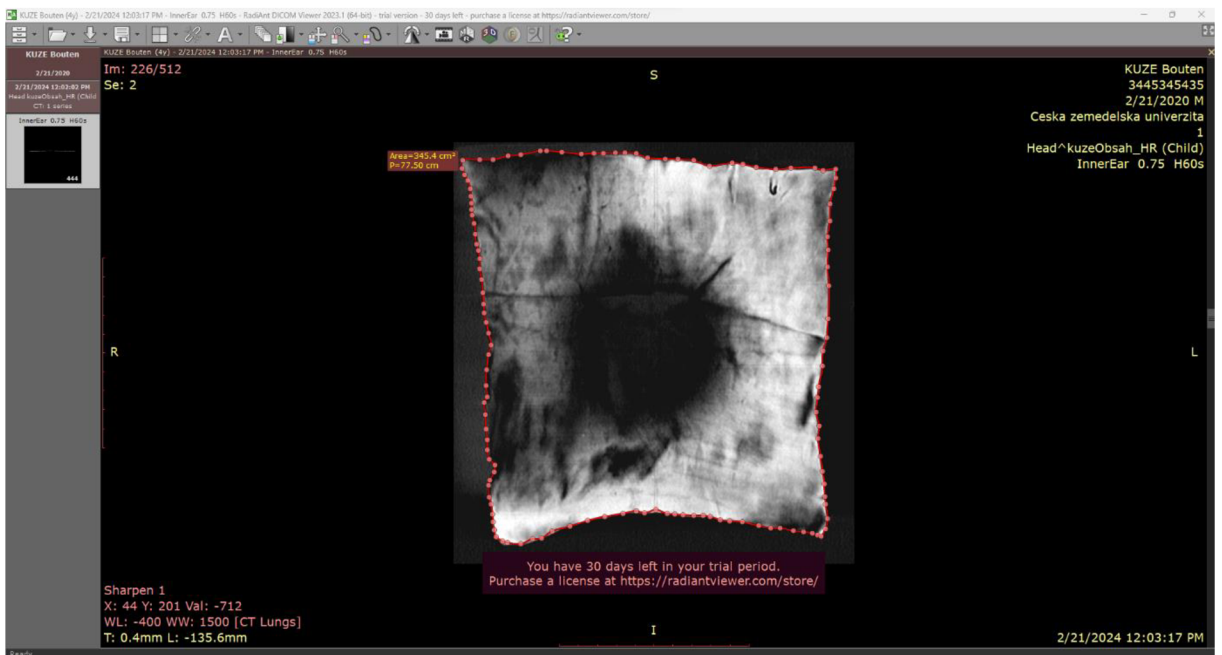 KUZE Bouten (4y) - 2/21/2024 12:03:17 PM - InnerEar 0.75 H60s - RadiAnt DICOM Viewer 2023.1 (64-bit) - trial version - 30 days left - purchase a license at https://radiantviewer.com/store/
KUZE Bouten
2/21/2020
2/21/2024 12:02:02 PM
Head kuzeObsah_HR (Child
CT: 1 series
InnerEar 0.75 H60s
444
KUZE Bouten (4y) - 2/21/2024 12:03:17 PM - InnerEar 0.75 H60s
Im: 226/512
Se: 2
S
KUZE Bouten
3445345435
2/21/2020 M
Ceska zemedelska univerzita
1
Head^kuzeObsah_HR (Child)
InnerEar 0.75 H60s
Area=345.4 cm²
P=77.50 cm
R
L
You have 30 days left in your trial period.
Purchase a license at https://radiantviewer.com/store/
Sharpen 1
X: 44 Y: 201 Val: -712
WL: -400 WW: 1500 [CT Lungs]
T: 0.4mm L: -135.6mm
I
2/21/2024 12:03:17 PM
Ready